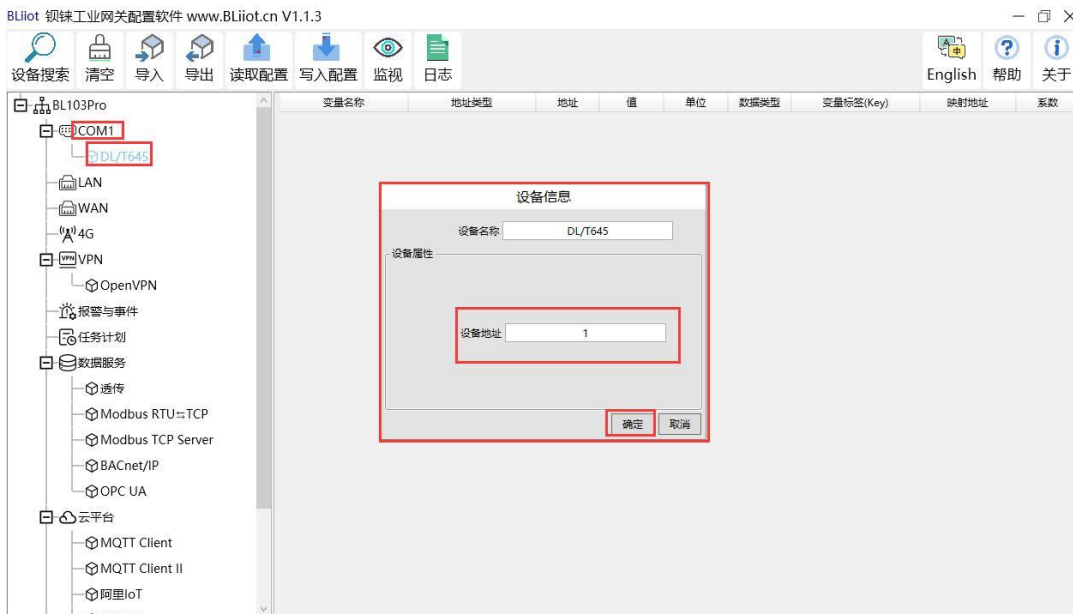 BLiiot 钡铼工业网关配置软件 www.BLiiot.cn V1.1.3
设备搜索 清空 导入 导出 读取配置 写入配置 监视 日志 English 帮助 关于
BL103Pro
变量名称 地址类型 地址 值 单位 数据类型 变量标签(Key) 映射地址 系数
COM1
DL/T645
LAN
WAN
4G
VPN
OpenVPN
报警与事件
任务计划
数据服务
透传
Modbus RTU⇆TCP
Modbus TCP Server
BACnet/IP
OPC UA
云平台
MQTT Client
MQTT Client II
阿里IoT
设备信息
设备名称 DL/T645
设备属性
设备地址 1
确定 取消